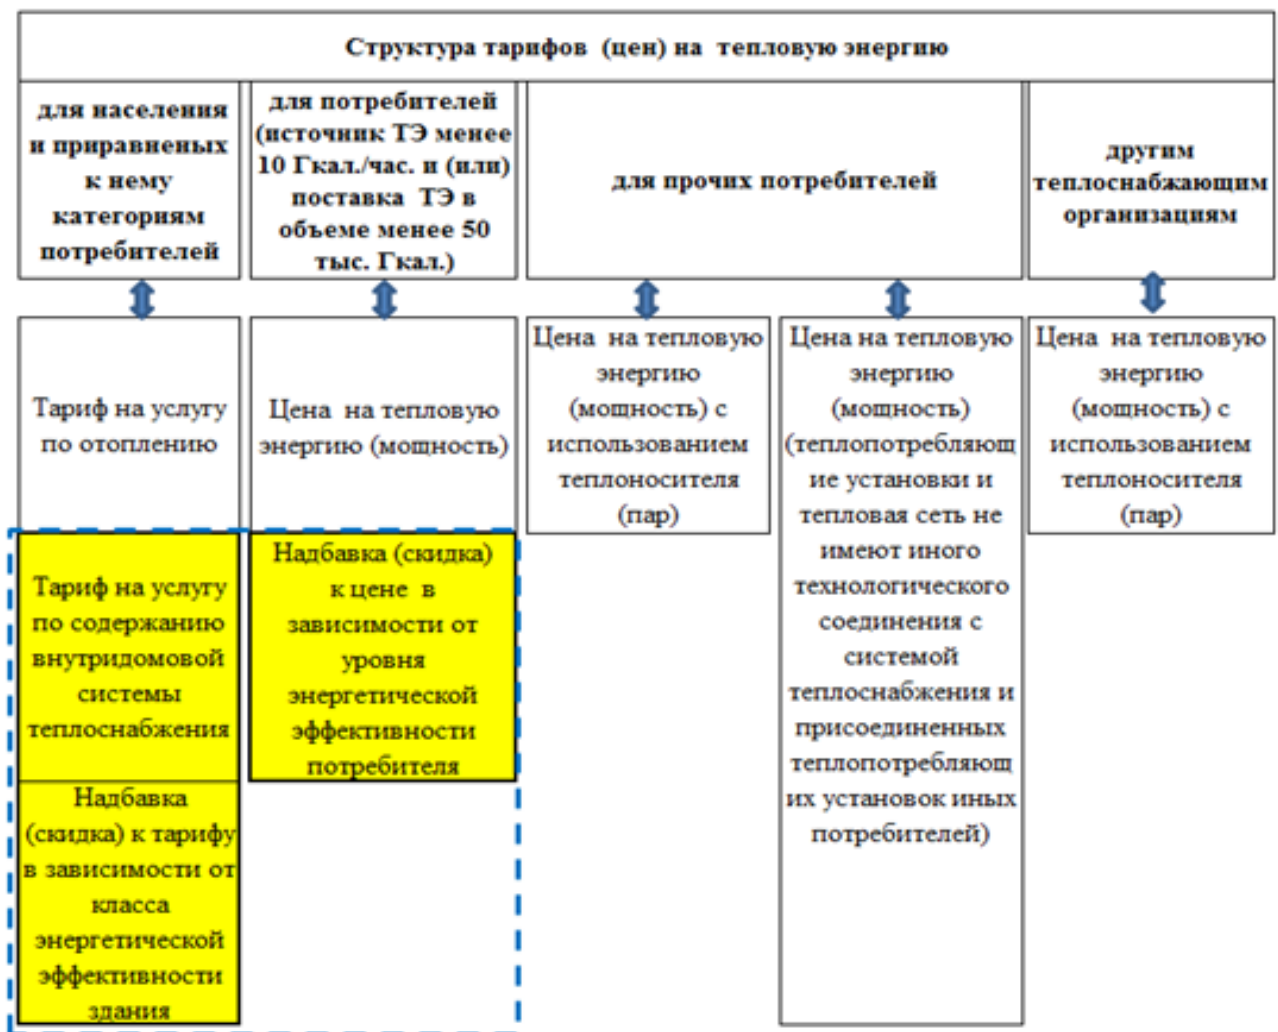 Структура тарифов (цен) на тепловую энергию
для населения
и приравненых
к нему
категориям
потребителей
для потребителей
(источник ТЭ менее
10 Гкал./час. и (или)
поставка ТЭ в
объеме менее 50
тыс. Гкал.)
для прочих потребителей
другим
теплоснабжающим
организациям
Тариф на услугу
по отоплению
Цена на тепловую
энергию (мощность)
Цена на тепловую
энергию
(мощность) с
использованием
теплоносителя
(пар)
Цена на тепловую
энергию
(мощность)
(теплопотребляющ
ие установки и
тепловая сеть не
имеют иного
технологического
соединения с
системой
теплоснабжения и
присоединенных
теплопотребляющ
их установок иных
потребителей)
Цена на тепловую
энергию
(мощность) с
использованием
теплоносителя
(пар)
Тариф на услугу
по содержанию
внутридомовой
системы
теплоснабжения
Надбавка (скидка)
к цене в
зависимости от
уровня
энергетической
эффективности
потребителя
Надбавка
(скидка) к тарифу
в зависимости от
класса
энергетической
эффективности
здания